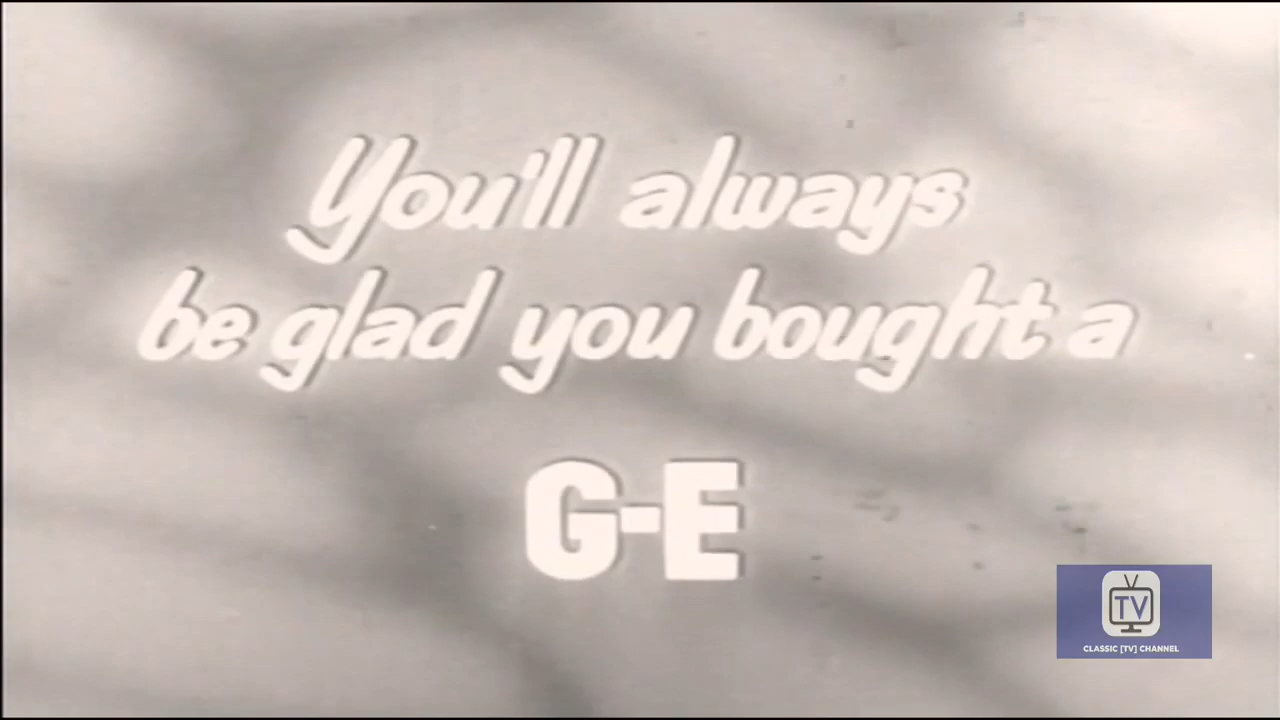 You'll always
be glad you bought a
G-E
TV
CLASSIC [TV] CHANNEL